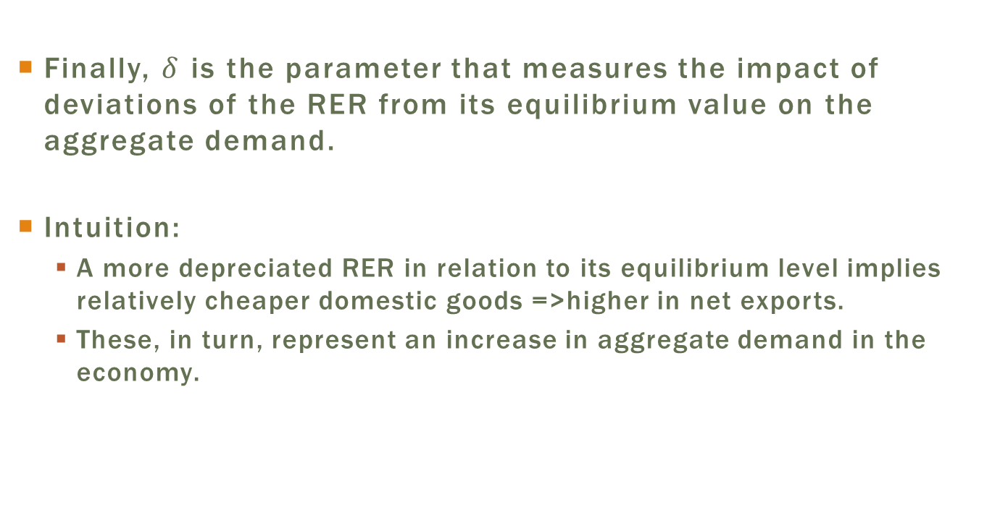 Finally, δ is the parameter that measures the impact of
deviations of the RER from its equilibrium value on the
aggregate demand.
Intuition:
A more depreciated RER in relation to its equilibrium level implies
relatively cheaper domestic goods =>higher in net exports.
These, in turn, represent an increase in aggregate demand in the
economy.